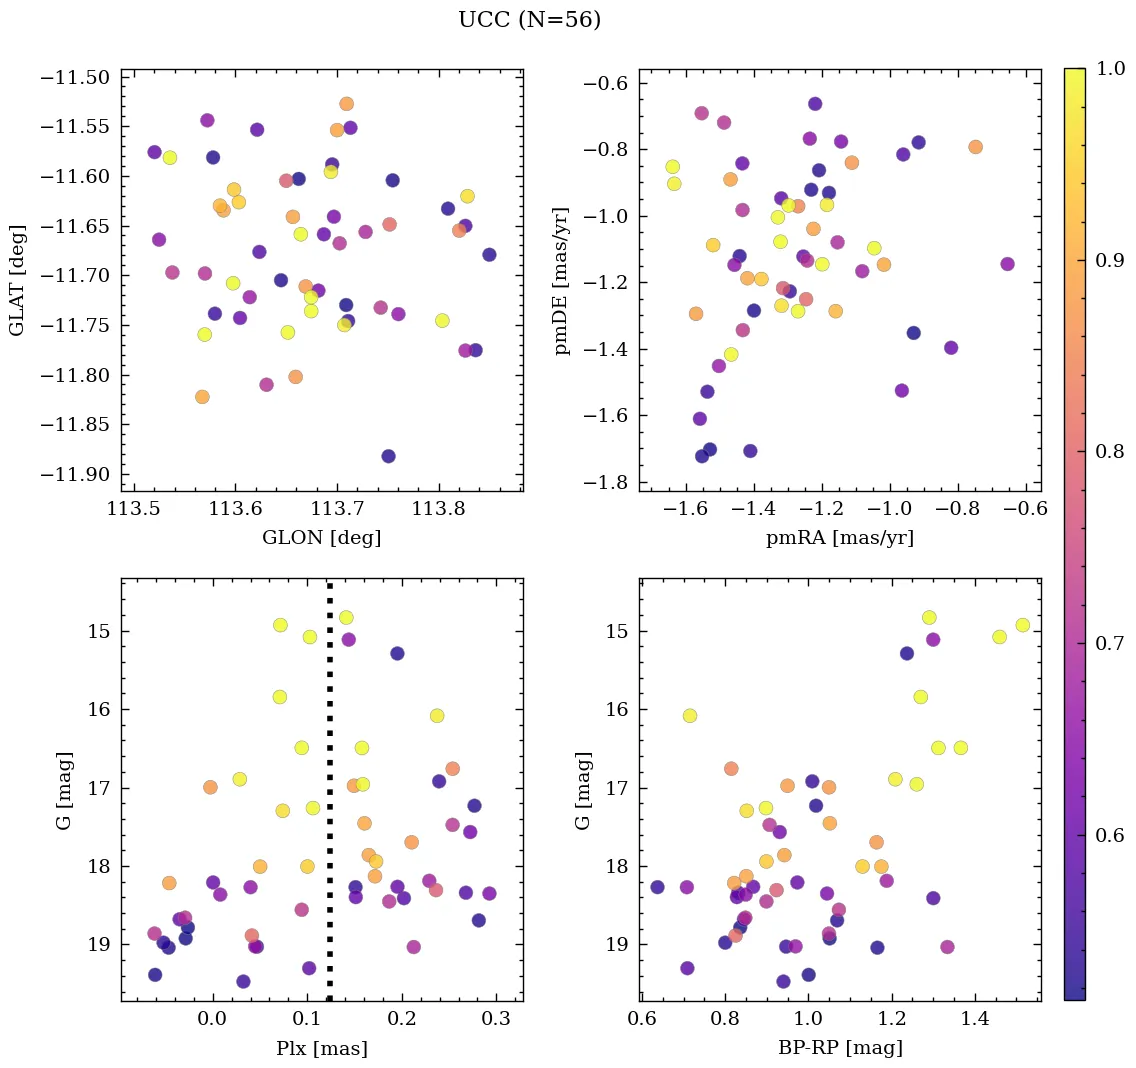 UCC (N=56)
−11.50
−11.55
−11.60
−11.65
−11.70
−11.75
−11.80
−11.85
−11.90
GLAT [deg]
113.5 113.6 113.7 113.8
GLON [deg]
−0.6
−0.8
−1.0
−1.2
−1.4
−1.6
−1.8
pmDE [mas/yr]
−1.6 −1.4 −1.2 −1.0 −0.8 −0.6
pmRA [mas/yr]
15
16
17
18
19
G [mag]
0.0 0.1 0.2 0.3
Plx [mas]
15
16
17
18
19
G [mag]
0.6 0.8 1.0 1.2 1.4
BP-RP [mag]
1.0
0.9
0.8
0.7
0.6